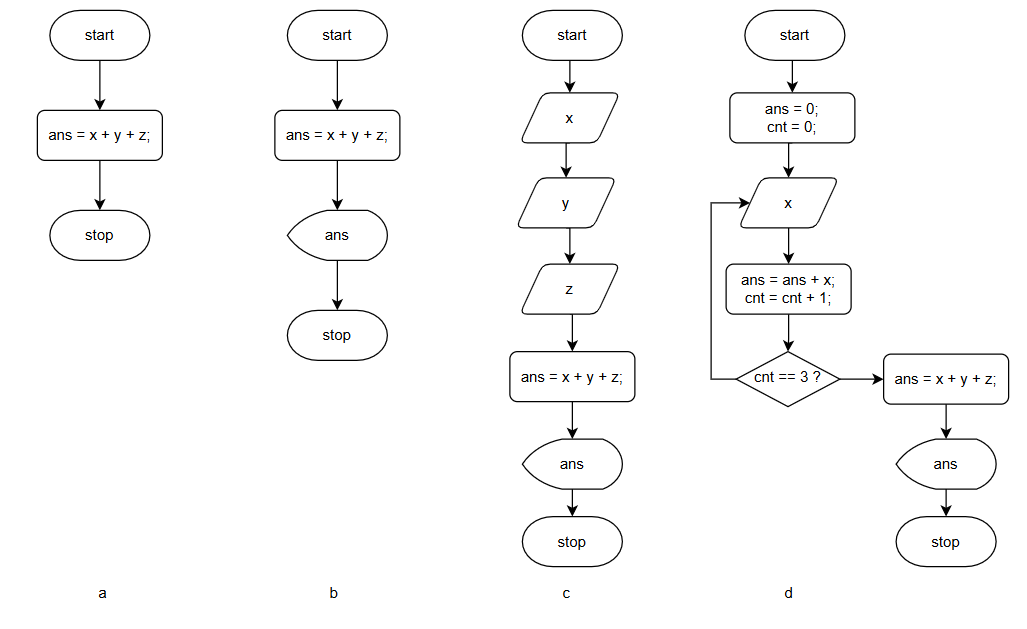 start
ans = x + y + z;
stop
a
start
ans = x + y + z;
ans
stop
b
start
x
y
z
ans = x + y + z;
ans
stop
c
start
ans = 0;
cnt = 0;
x
ans = ans + x;
cnt = cnt + 1;
cnt == 3 ?
ans = x + y + z;
ans
stop
d